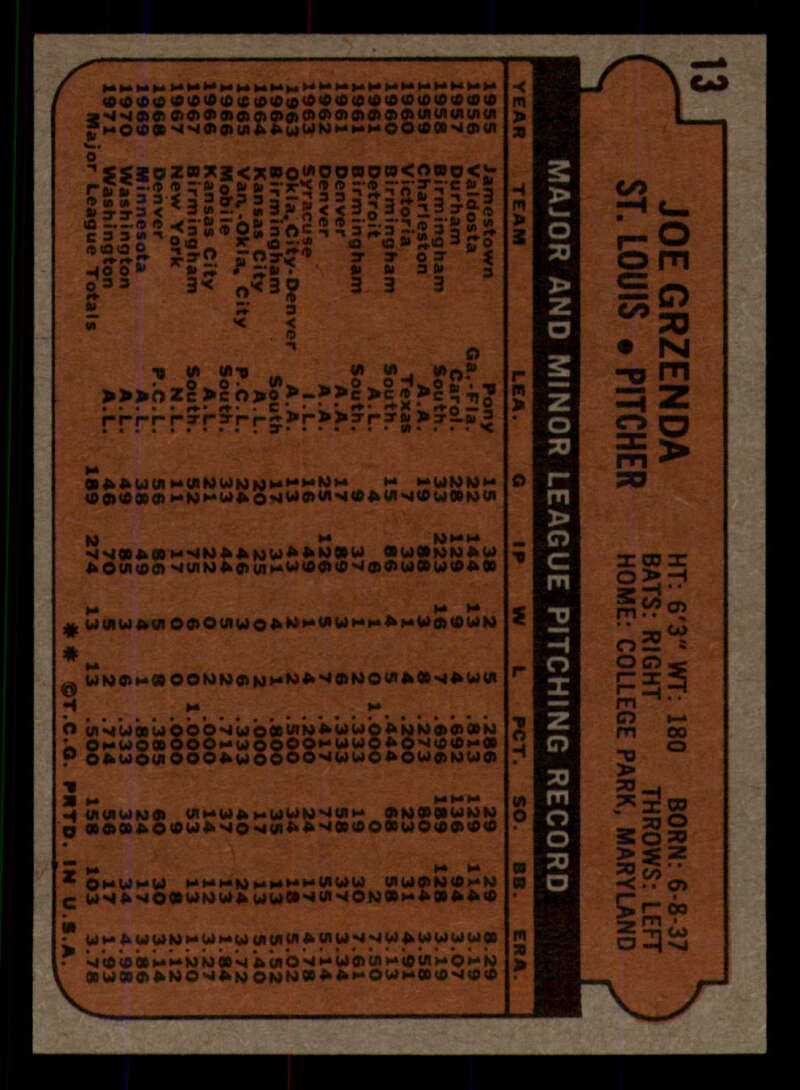 13
JOE GRZENDA
ST. LOUIS • PITCHER
HT: 6'3" WT: 180 BORN: 6-8-37
BATS: RIGHT THROWS: LEFT
HOME: COLLEGE PARK, MARYLAND
MAJOR AND MINOR LEAGUE PITCHING RECORD
YEAR TEAM LEA. G IP W L PCT. SO. BB. ERA.
1955 Jamestown Pony 15 38 2 5 .286 29 29 8.29
1956 Valdosta Ga.-Fla. 22 144 13 3 .813 129 114 3.19
1957 Durham Carol. 28 129 9 4 .692 136 94 3.07
1958 Birmingham South. 33 223 16 7 .696 189 128 3.19
1959 Charleston A.A. 19 88 3 8 .273 80 64 3.58
1960 Victoria Texas 7 33 1 4 .200 23 31 4.91
1960 Birmingham South. 15 86 4 5 .444 68 58 3.13
1961 Detroit A.L. 4 6 1 0 1.000 0 2 7.50
1961 Birmingham South. 9 37 1 2 .333 19 30
1961 Denver A.A. 17 89 3 6 .333 58 3.34
1962 Denver A.A. 25 126 5 7 .417 77 55 5.14
1963 Syracuse I.L. 16 49 1 4 .200 24 17 4.78
1963 Okla.City-Denver A.A. 13 43 2 2 .500 34 18 5.02
1964 Birmingham South 17 31 4 1 .800 35 11 5.52
1964 Kansas City A.L. 20 25 0 2 .000 17 13 5.40
1965 Van.-Okla. City P.C.L. 24 46 3 6 .333 40 24 3.72
1966 Mobile South. 33 44 5 2 .714 37 13 1.84
1966 Kansas City A.L. 21 22 0 2 .000 14 12 3.27
1967 Birmingham South. 52 75 6 0 1.000 53 13 1.20
1967 New York N.L. 11 17 0 0 .000 9 8 2.12
1968 Denver P.C.L. 56 86 5 8 .385 60 30 3.14
1969 Minnesota A.L. 38 49 4 1 .800 24 17 3.86
1970 Washington A.L. 49 85 3 6 .333 38 34 4.98
1971 Washington A.L. 46 70 5 2 .714 56 17 1.93
Major League Totals 189 274 13 13 .500 158 103 3.78
** ©T.C.G. PRTD. IN U.S.A.